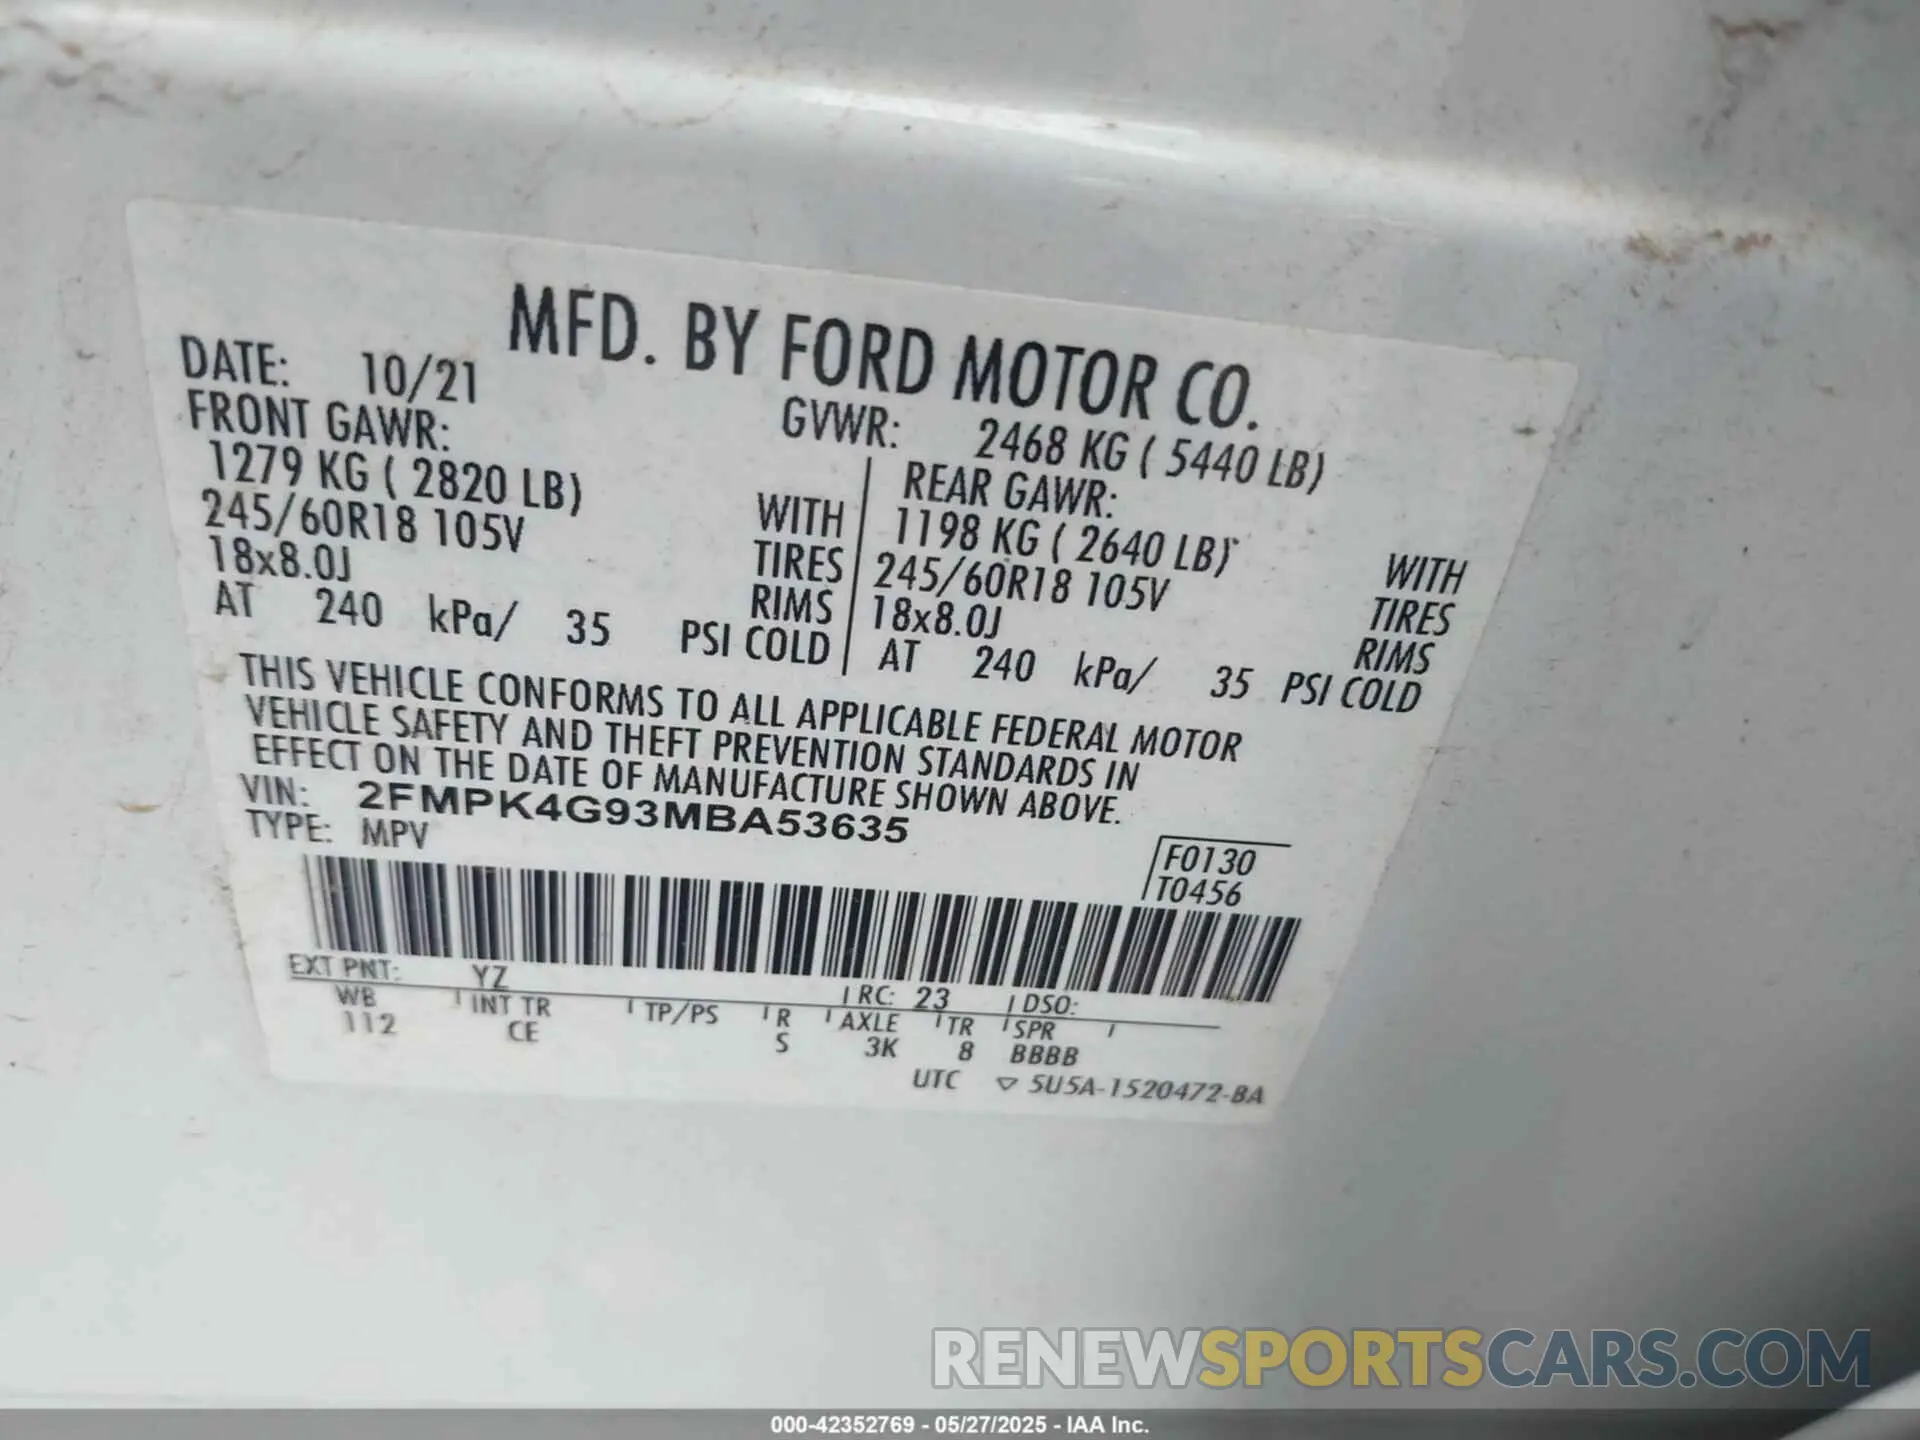 MFD. BY FORD MOTOR CO.
DATE: 10/21
GVWR: 2468 KG ( 5440 LB)
FRONT GAWR:
1279 KG ( 2820 LB) WITH
245/60R18 105V TIRES
18x8.0J RIMS
AT 240 kPa/ 35 PSI COLD
REAR GAWR:
1198 KG ( 2640 LB) WITH
245/60R18 105V TIRES
18x8.0J RIMS
AT 240 kPa/ 35 PSI COLD
THIS VEHICLE CONFORMS TO ALL APPLICABLE FEDERAL MOTOR
VEHICLE SAFETY AND THEFT PREVENTION STANDARDS IN
EFFECT ON THE DATE OF MANUFACTURE SHOWN ABOVE.
VIN: 2FMPK4G93MBA53635
TYPE: MPV
F0130
T0456
EXT PNT: YZ RC: 23 DSO:
WB INT TR TP/PS R AXLE TR SPR
112 CE S 3K 8 BBBB
UTC ▽ 5U5A-1520472-BA
RENEWSPORTSCARS.COM
000-42352769 - 05/27/2025 - IAA Inc.